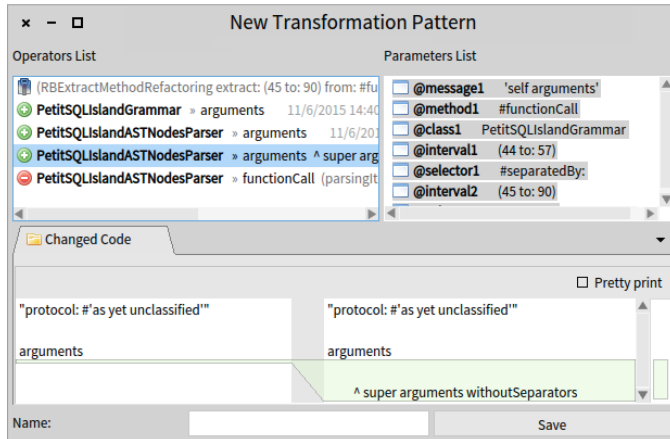 New Transformation Pattern
Operators List
Parameters List
(RBExtractMethodRefactoring extract: (45 to: 90) from: #fu
PetitSQLIslandGrammar » arguments 11/6/2015 14:40
PetitSQLIslandASTNodesParser » arguments 11/6/201
PetitSQLIslandASTNodesParser » arguments ^ super arg
PetitSQLIslandASTNodesParser » functionCall (parsingIt
@message1 'self arguments'
@method1 #functionCall
@class1 PetitSQLIslandGrammar
@interval1 (44 to: 57)
@selector1 #separatedBy:
@interval2 (45 to: 90)
Changed Code
Pretty print
"protocol: #'as yet unclassified'"
arguments
"protocol: #'as yet unclassified'"
arguments
^ super arguments withoutSeparators
Name:
Save